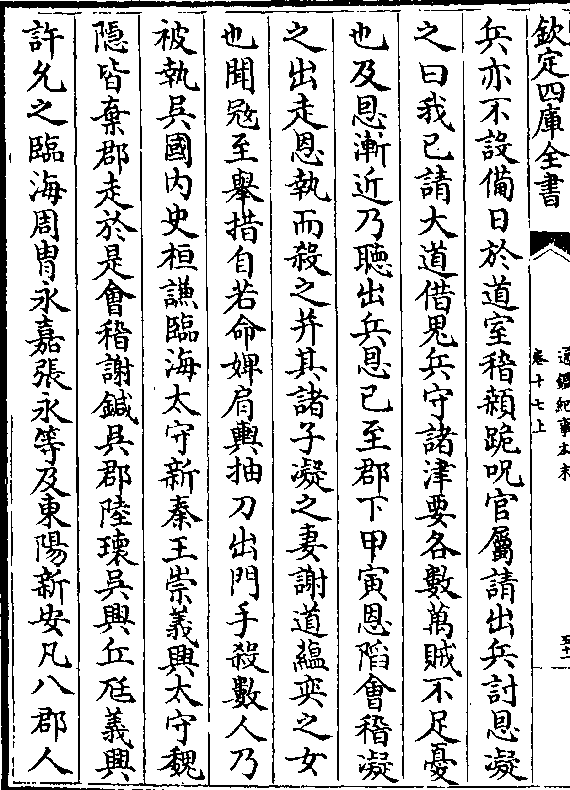 欽定四庫全書
通鑑紀事本末
卷十七上
五十一
兵亦不設備日於道室稽顙跪呪官屬請出兵討恩凝
之曰我已請大道借鬼兵守諸津要各數萬賊不足憂
也及恩漸近乃聽出兵恩已至郡下甲寅恩陷會稽凝
之出走恩執而殺之并其諸子凝之妻謝道蘊奕之女
也聞寇至舉措自若命婢肩輿抽刀出門手殺數人乃
被執吳國内史桓謙臨海太守新秦王崇義興太守魏
隱皆棄郡走於是會稽謝鍼吳郡陸瓌吳興丘尫義興
許允之臨海周胄永嘉張永等及東陽新安凡八郡人